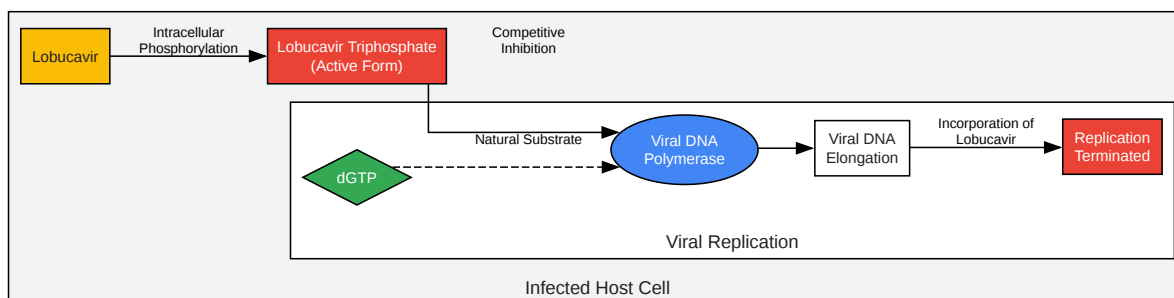 Intracellular
Phosphorylation
Competitive
Inhibition
Lobucavir
Lobucavir Triphosphate
(Active Form)
Natural Substrate
dGTP
Viral DNA
Polymerase
Viral DNA
Elongation
Incorporation of
Lobucavir
Replication
Terminated
Viral Replication
Infected Host Cell